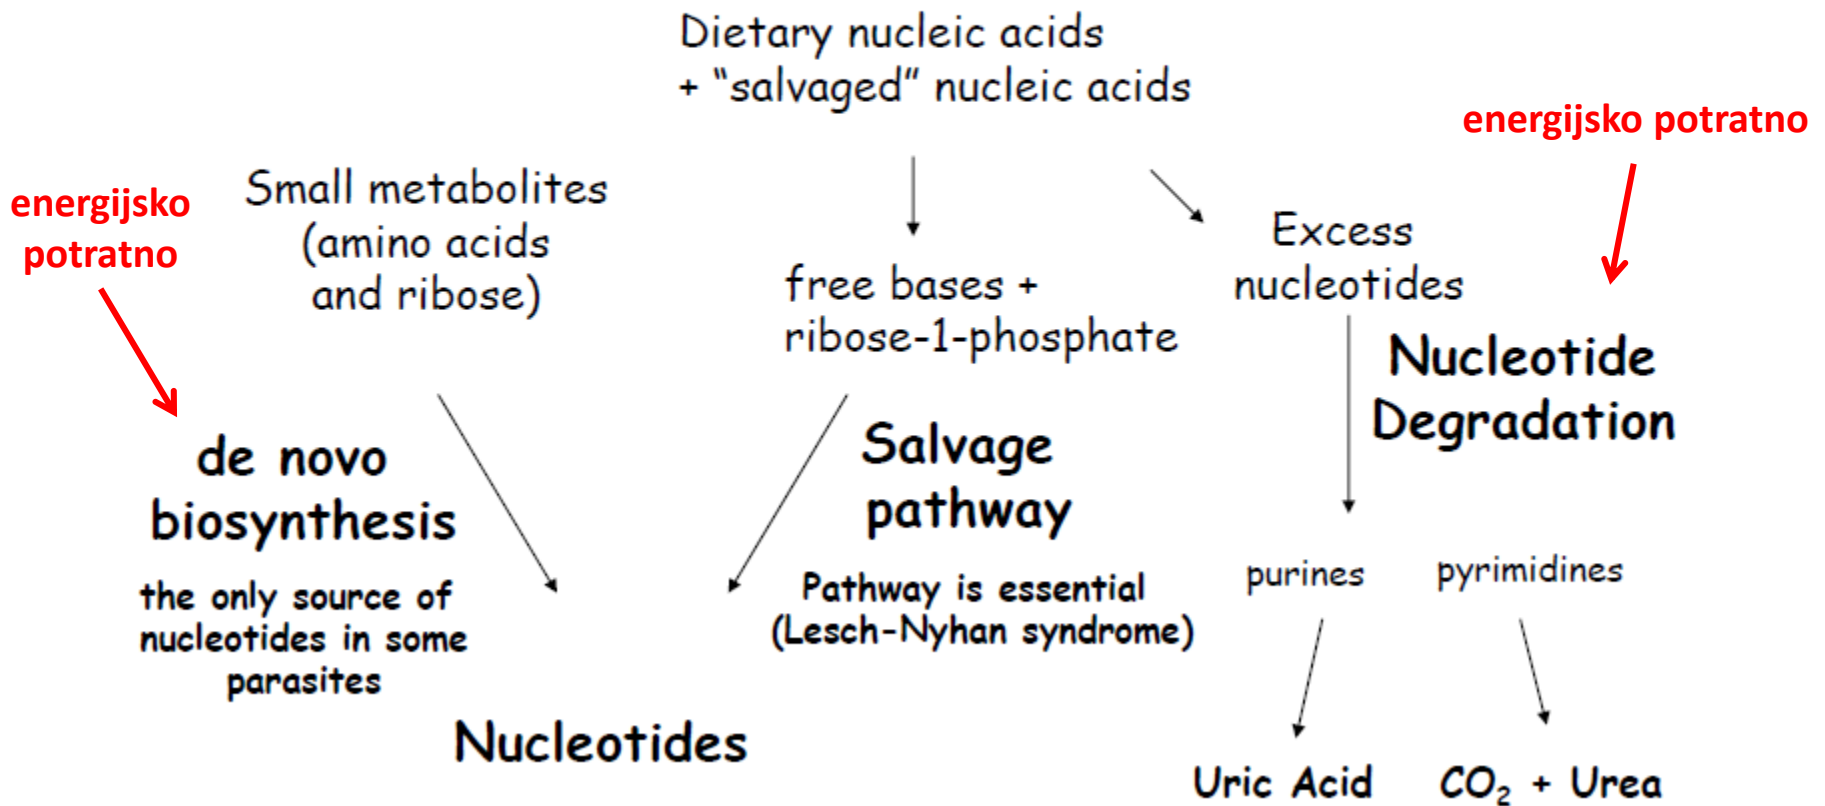 Dietary nucleic acids
+ “salvaged” nucleic acids
energijsko potratno
energijsko
potratno
Small metabolites
(amino acids
and ribose)
free bases +
ribose-1-phosphate
Excess
nucleotides
Nucleotide
Degradation
de novo
biosynthesis
the only source of
nucleotides in some
parasites
Salvage
pathway
Pathway is essential
(Lesch-Nyhan syndrome)
purines
pyrimidines
Nucleotides
Uric Acid
CO₂ + Urea